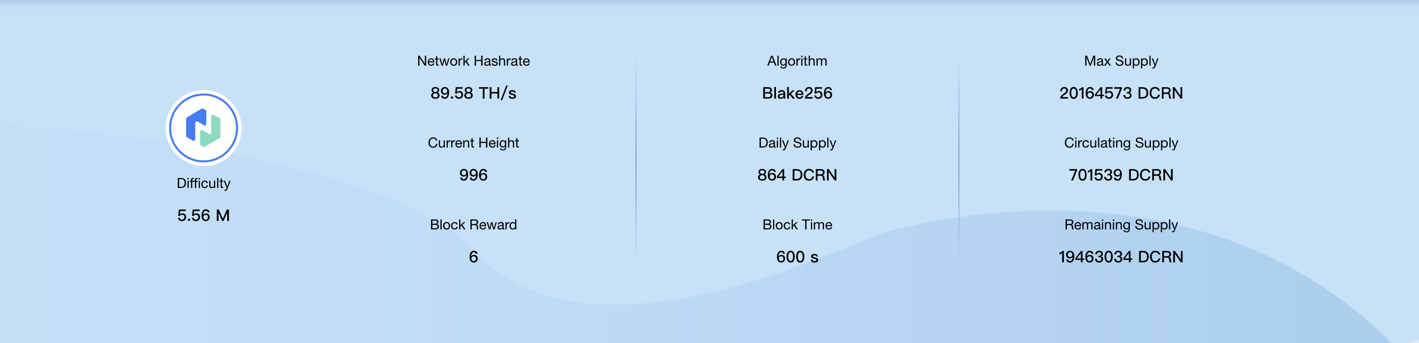 Difficulty
5.56 M
Network Hashrate
89.58 TH/s
Current Height
996
Block Reward
6
Algorithm
Blake256
Daily Supply
864 DCRN
Block Time
600 s
Max Supply
20164573 DCRN
Circulating Supply
701539 DCRN
Remaining Supply
19463034 DCRN